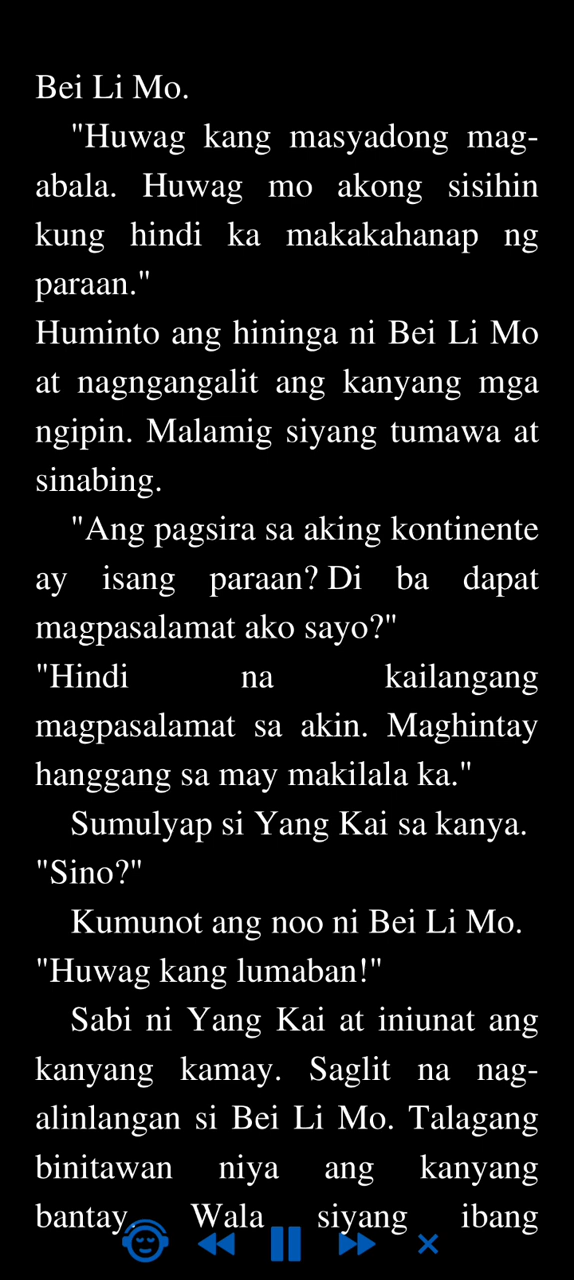 Bei Li Mo.
"Huwag kang masyadong mag-
abala. Huwag mo akong sisihin
kung hindi ka makakahanap ng
paraan."
Huminto ang hininga ni Bei Li Mo
at nagngangalit ang kanyang mga
ngipin. Malamig siyang tumawa at
sinabing.
"Ang pagsira sa aking kontinente
ay isang paraan? Di ba dapat
magpasalamat ako sayo?"
"Hindi na kailangang
magpasalamat sa akin. Maghintay
hanggang sa may makilala ka."
Sumulyap si Yang Kai sa kanya.
"Sino?"
Kumunot ang noo ni Bei Li Mo.
"Huwag kang lumaban!"
Sabi ni Yang Kai at iniunat ang
kanyang kamay. Saglit na nag-
alinlangan si Bei Li Mo. Talagang
binitawan niya ang kanyang
bantay. Wala siyang ibang